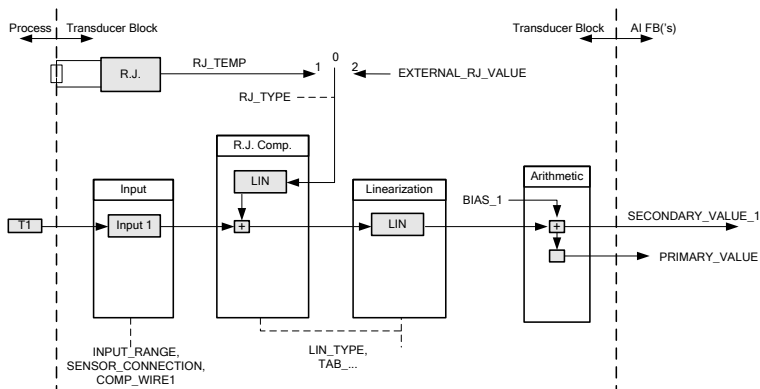 Process
Transducer Block
Transducer Block
AI FB('s)
R.J.
RJ_TEMP
1
0
2
EXTERNAL_RJ_VALUE
RJ_TYPE
R.J. Comp.
LIN
Input
Linearization
Arithmetic
BIAS_1
T1
Input 1
+
LIN
+
SECONDARY_VALUE_1
PRIMARY_VALUE
INPUT_RANGE,
SENSOR_CONNECTION,
COMP_WIRE1
LIN_TYPE,
TAB_...